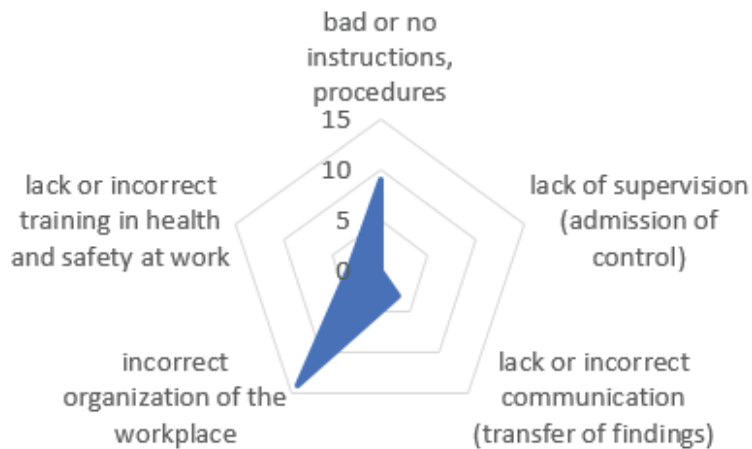 bad or no
instructions,
procedures
15
10
5
0
lack of supervision
(admission of
control)
lack or incorrect
communication
(transfer of findings)
incorrect
organization of the
workplace
lack or incorrect
training in health
and safety at work